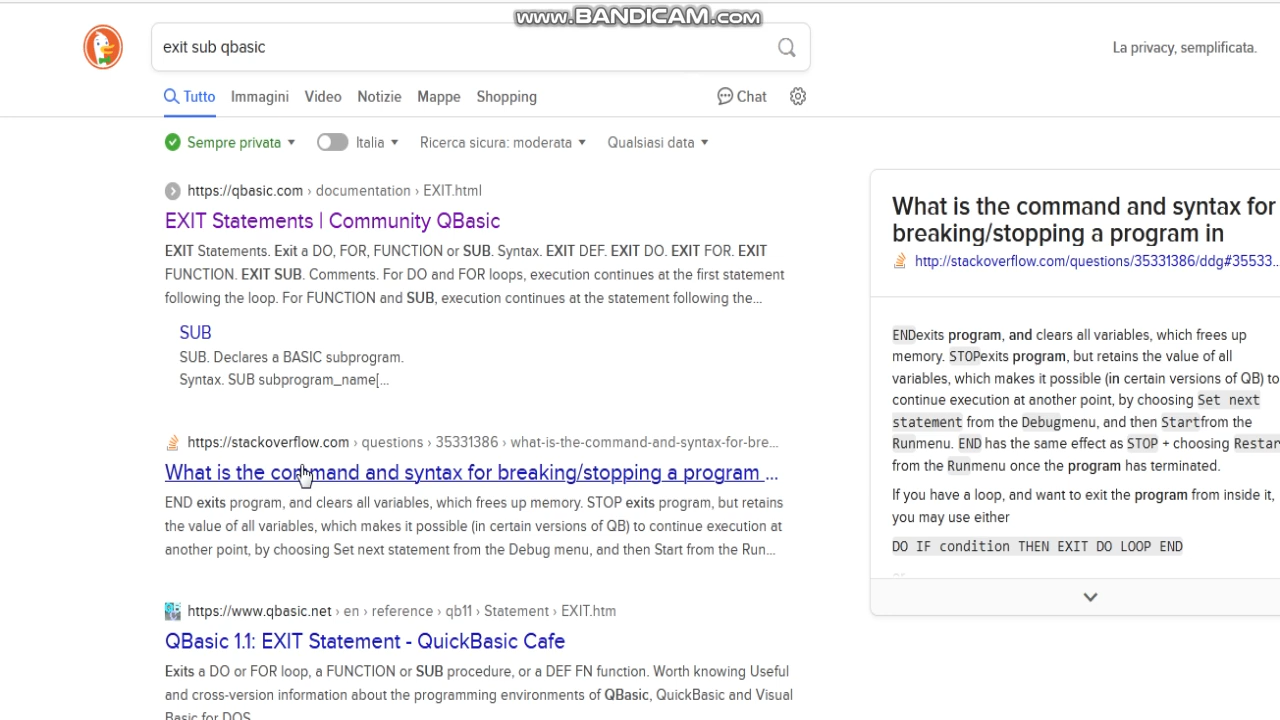 www.BANDICAM.com
exit sub qbasic
La privacy, semplificata.
Tutto Immagini Video Notizie Mappe Shopping Chat
Sempre privata Italia Ricerca sicura: moderata Qualsiasi data
https://qbasic.com › documentation › EXIT.html
EXIT Statements | Community QBasic
EXIT Statements. Exit a DO, FOR, FUNCTION or SUB. Syntax. EXIT DEF. EXIT DO. EXIT FOR. EXIT
FUNCTION. EXIT SUB. Comments. For DO and FOR loops, execution continues at the first statement
following the loop. For FUNCTION and SUB, execution continues at the statement following the...
SUB
SUB. Declares a BASIC subprogram.
Syntax. SUB subprogram_name[...
https://stackoverflow.com › questions › 35331386 › what-is-the-command-and-syntax-for-bre...
What is the command and syntax for breaking/stopping a program ...
END exits program, and clears all variables, which frees up memory. STOP exits program, but retains
the value of all variables, which makes it possible (in certain versions of QB) to continue execution at
another point, by choosing Set next statement from the Debug menu, and then Start from the Run...
https://www.qbasic.net › en › reference › qb11 › Statement › EXIT.htm
QBasic 1.1: EXIT Statement - QuickBasic Cafe
Exits a DO or FOR loop, a FUNCTION or SUB procedure, or a DEF FN function. Worth knowing Useful
and cross-version information about the programming environments of QBasic, QuickBasic and Visual
Basic for DOS.
What is the command and syntax for
breaking/stopping a program in
http://stackoverflow.com/questions/35331386/ddg#35533...
ENDexits program, and clears all variables, which frees up
memory. STOPexits program, but retains the value of all
variables, which makes it possible (in certain versions of QB) to
continue execution at another point, by choosing Set next
statement from the Debugmenu, and then Startfrom the
Runmenu. END has the same effect as STOP + choosing Restar
from the Runmenu once the program has terminated.
If you have a loop, and want to exit the program from inside it,
you may use either
DO IF condition THEN EXIT DO LOOP END